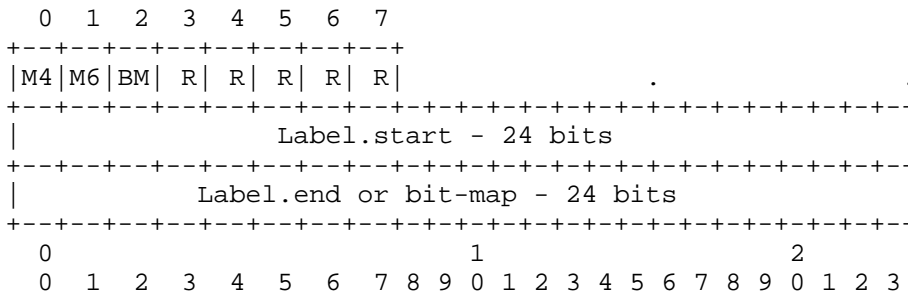 0 1 2 3 4 5 6 7
+--+--+--+--+--+--+--+--+
|M4|M6|BM| R| R| R| R| R| . .
+--+--+--+--+--+--+--+--+-+-+-+-+-+-+-+-+-+-+-+-+-+-+-+--
| Label.start - 24 bits
+--+--+--+--+--+--+--+--+-+-+-+-+-+-+-+-+-+-+-+-+-+-+-+--
| Label.end or bit-map - 24 bits
+--+--+--+--+--+--+--+--+-+-+-+-+-+-+-+-+-+-+-+-+-+-+-+--
0 1 2
0 1 2 3 4 5 6 7 8 9 0 1 2 3 4 5 6 7 8 9 0 1 2 3